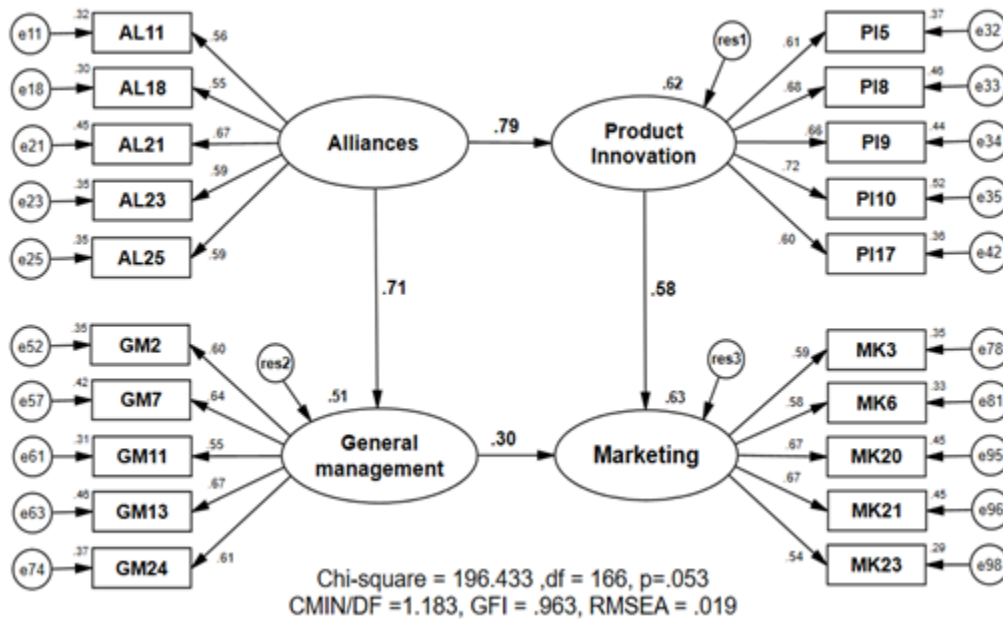 .32
e11
AL11
.56
.30
e18
AL18
.55
.45
e21
AL21
.67
.35
e23
AL23
.59
.35
e25
AL25
.59
Alliances
.79
.71
res1
.62
Product
Innovation
.58
.61
PI5
.37
e32
.68
PI8
.46
e33
.66
PI9
.44
e34
.72
PI10
.52
e35
.60
PI17
.36
e42
.35
e52
GM2
.60
.42
e57
GM7
.64
.31
e61
GM11
.55
.46
e63
GM13
.67
.37
e74
GM24
.61
res2
.51
General
management
.30
res3
.63
Marketing
.59
MK3
.35
e78
.58
MK6
.33
e81
.67
MK20
.45
e95
.67
MK21
.45
e96
.54
MK23
.29
e98
Chi-square = 196.433 ,df = 166, p=.053
CMIN/DF =1.183, GFI = .963, RMSEA = .019